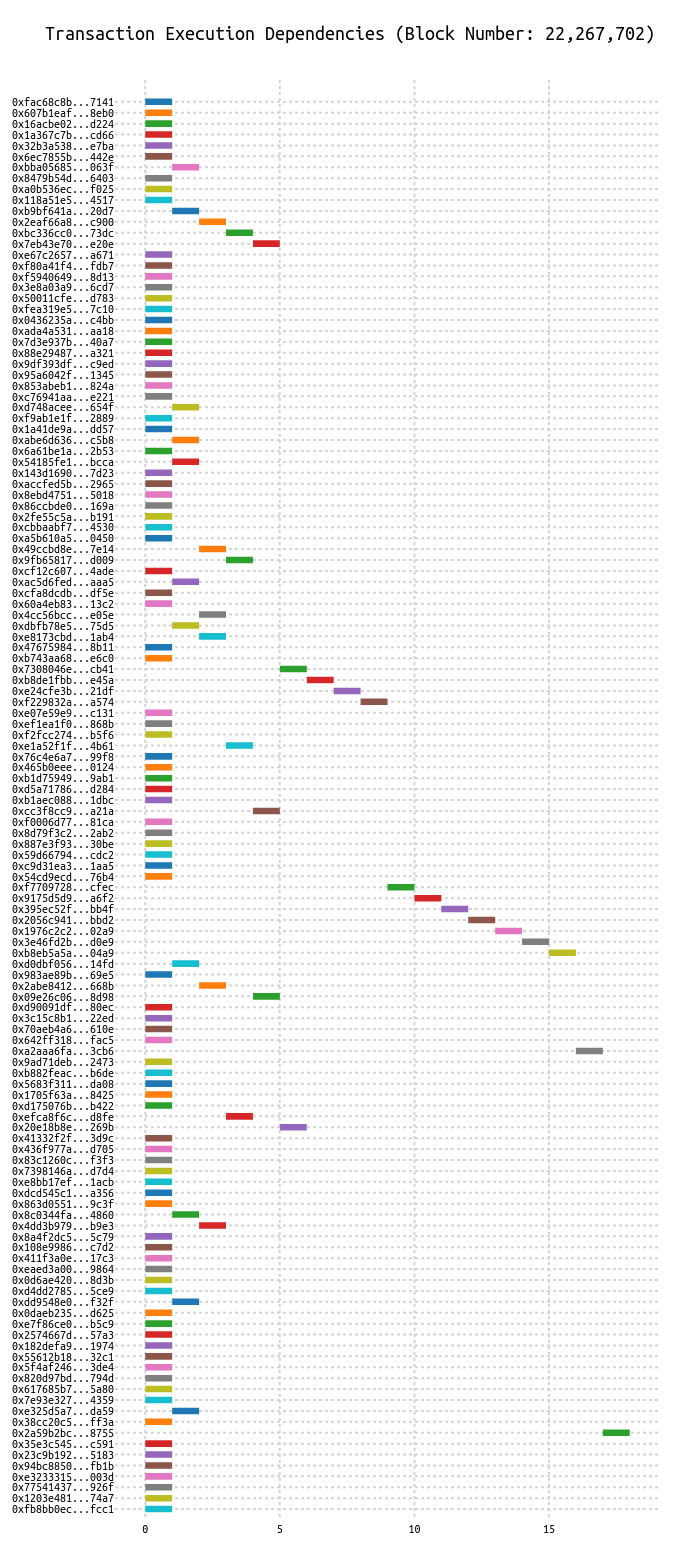 Transaction Execution Dependencies (Block Number: 22,267,702)
0xfac68c8b...7141
0x607b1eaf...8eb0
0x16acbe02...d224
0x1a367c7b...cd66
0x32b3a538...e7ba
0x6ec7855b...442e
0xbba05685...063f
0x8479b54d...6403
0xa0b536ec...f025
0x118a51e5...4517
0xb9bf641a...20d7
0x2eaf66a8...c900
0xbc336cc0...73dc
0x7eb43e70...e20e
0xe67c2657...a671
0xf80a41f4...fdb7
0xf5940649...8d13
0x3e8a03a9...6cd7
0x50011cfe...d783
0xfea319e5...7c10
0x0436235a...c4bb
0xada4a531...aa18
0x7d3e937b...40a7
0x88e29487...a321
0x9df393df...c9ed
0x95a6042f...1345
0x853abeb1...824a
0xc76941aa...e221
0xd748acee...654f
0xf9ab1e1f...2889
0x1a41de9a...dd57
0xabe6d636...c5b8
0x6a61be1a...2b53
0x54185fe1...bcca
0x143d1690...7d23
0xaccfed5b...2965
0x8ebd4751...5018
0x86ccbde0...169a
0x2fe55c5a...b191
0xcbbaabf7...4530
0xa5b610a5...0450
0x49ccbd8e...7e14
0x9fb65817...d009
0xcf12c607...4ade
0xac5d6fed...aaa5
0xcfa8dcdb...df5e
0x60a4eb83...13c2
0x4cc56bcc...e05e
0xdbfb78e5...75d5
0xe8173cbd...1ab4
0x47675984...8b11
0xb743aa68...e6c0
0x7308046e...cb41
0xb8de1fbb...e45a
0xe24cfe3b...21df
0xf229832a...a574
0xe07e59e9...c131
0xef1ea1f0...868b
0xf2fcc274...b5f6
0xe1a52f1f...4b61
0x76c4e6a7...99f8
0x465b0eee...0124
0xb1d75949...9ab1
0xd5a71786...d284
0xb1aec088...1dbc
0xcc3f8cc9...a21a
0xf0006d77...81ca
0x8d79f3c2...2ab2
0x887e3f93...30be
0x59d66794...cdc2
0xc9d31ea3...1aa5
0x54cd9ecd...76b4
0xf7709728...cfec
0x9175d5d9...a6f2
0x395ec52f...bb4f
0x2056c941...bbd2
0x1976c2c2...02a9
0x3e46fd2b...d0e9
0xb8eb5a5a...04a9
0xd0dbf056...14fd
0x983ae89b...69e5
0x2abe8412...668b
0x09e26c06...8d98
0xd90091df...80ec
0x3c15c8b1...22ed
0x70aeb4a6...610e
0x642ff318...fac5
0xa2aaa6fa...3cb6
0x9ad71deb...2473
0xb882feac...b6de
0x5683f311...da08
0x1705f63a...8425
0xd175076b...b422
0xefca8f6c...d8fe
0x20e18b8e...269b
0x41332f2f...3d9c
0x436f977a...d705
0x83c1260c...f3f3
0x7398146a...d7d4
0xe8bb17ef...1acb
0xdcd545c1...a356
0x863d0551...9c3f
0x8c0344fa...4860
0x4dd3b979...b9e3
0x8a4f2dc5...5c79
0x108e9986...c7d2
0x411f3a0e...17c3
0xeaed3a00...9864
0x0d6ae420...8d3b
0xd4dd2785...5ce9
0xdd9548e0...f32f
0x0daeb235...d625
0xe7f86ce0...b5c9
0x2574667d...57a3
0x182defa9...1974
0x55612b18...32c1
0x5f4af246...3de4
0x820d97bd...794d
0x617685b7...5a80
0x7e93e327...4359
0xe325d5a7...da59
0x38cc20c5...ff3a
0x2a59b2bc...8755
0x35e3c545...c591
0x23c9b192...5183
0x94bc8850...fb1b
0xe3233315...003d
0x77541437...926f
0x1203e481...74a7
0xfb8bb0ec...fcc1
0 5 10 15